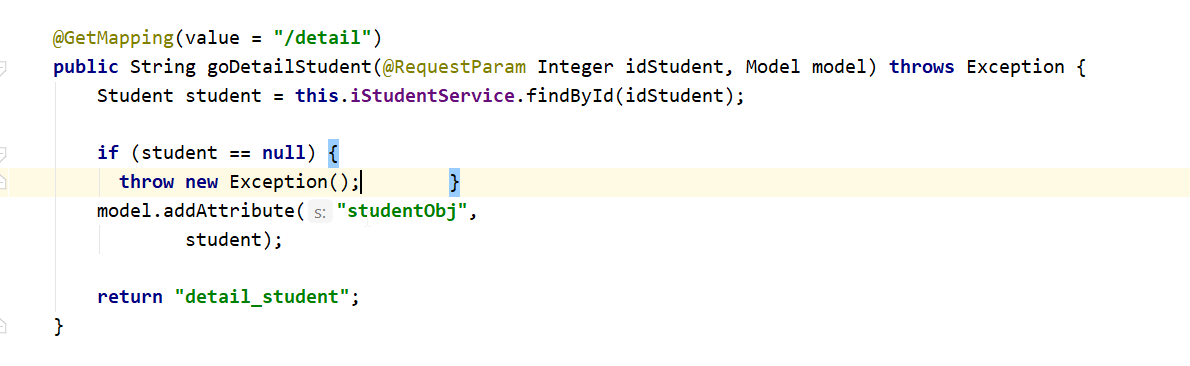 @GetMapping(value = "/detail")
public String goDetailStudent(@RequestParam Integer idStudent, Model model) throws Exception {
    Student student = this.iStudentService.findById(idStudent);

    if (student == null) {
      throw new Exception();        }
    model.addAttribute( s: "studentObj",
            student);

    return "detail_student";
}